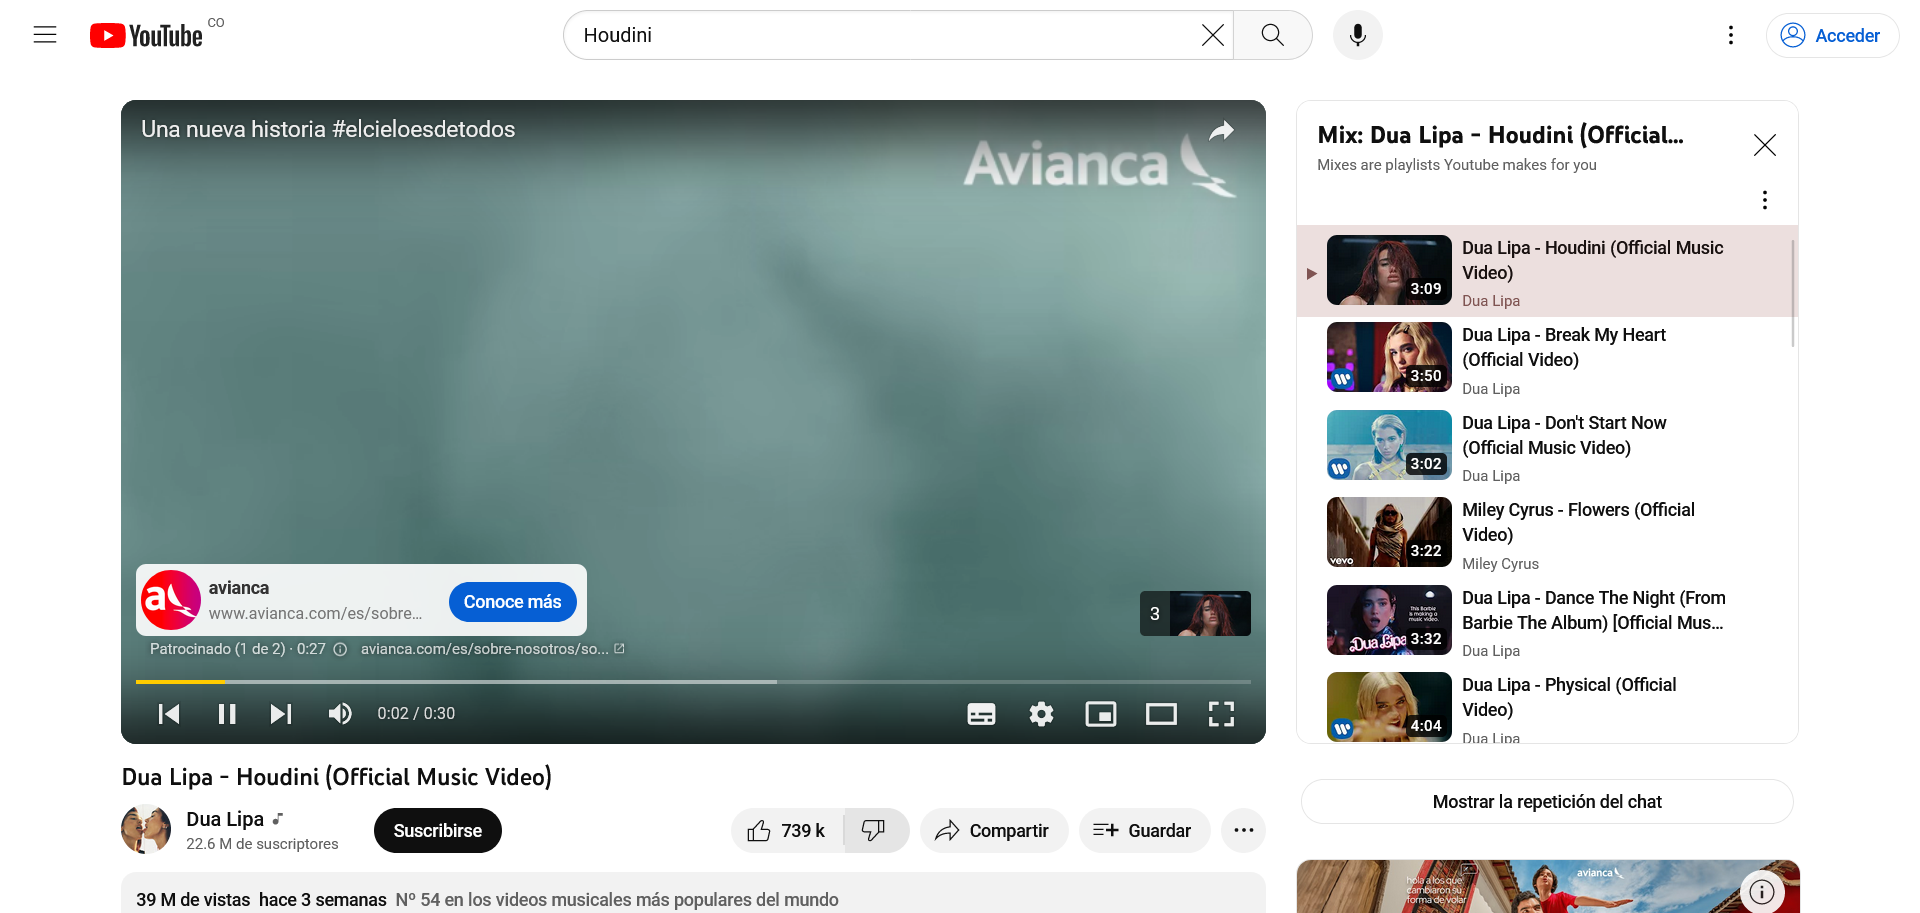 YouTube CO
Houdini
Acceder
Una nueva historia #elcieloesdetodos
Avianca
avianca
www.avianca.com/es/sobre...
Conoce más
3
Patrocinado (1 de 2) · 0:27
avianca.com/es/sobre-nosotros/so...
0:02 / 0:30
Dua Lipa - Houdini (Official Music Video)
Dua Lipa
22.6 M de suscriptores
Suscribirse
739 k
Compartir
Guardar
39 M de vistas hace 3 semanas Nº 54 en los videos musicales más populares del mundo
Mix: Dua Lipa - Houdini (Official...
Mixes are playlists Youtube makes for you
3:09
Dua Lipa - Houdini (Official Music
Video)
Dua Lipa
3:50
Dua Lipa - Break My Heart
(Official Video)
Dua Lipa
3:02
Dua Lipa - Don't Start Now
(Official Music Video)
Dua Lipa
vevo
3:22
Miley Cyrus - Flowers (Official
Video)
Miley Cyrus
This Barbie
is making a
music video.
Dua Lipa
3:32
Dua Lipa - Dance The Night (From
Barbie The Album) [Official Mus...
Dua Lipa
4:04
Dua Lipa - Physical (Official
Video)
Dua Lipa
Mostrar la repetición del chat
hola a los que
cambiaron su
forma de volar
avianca